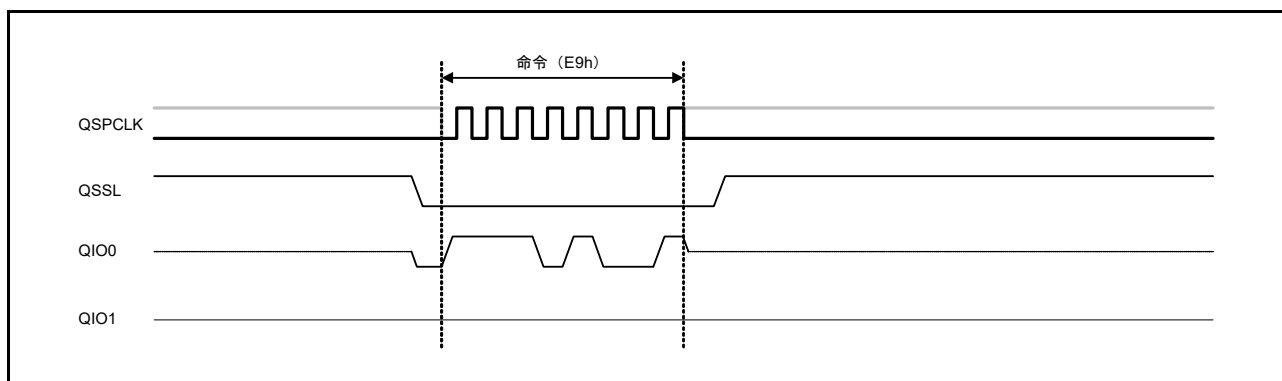 命令（E9h）
QSPCLK
QSSL
QIO0
QIO1